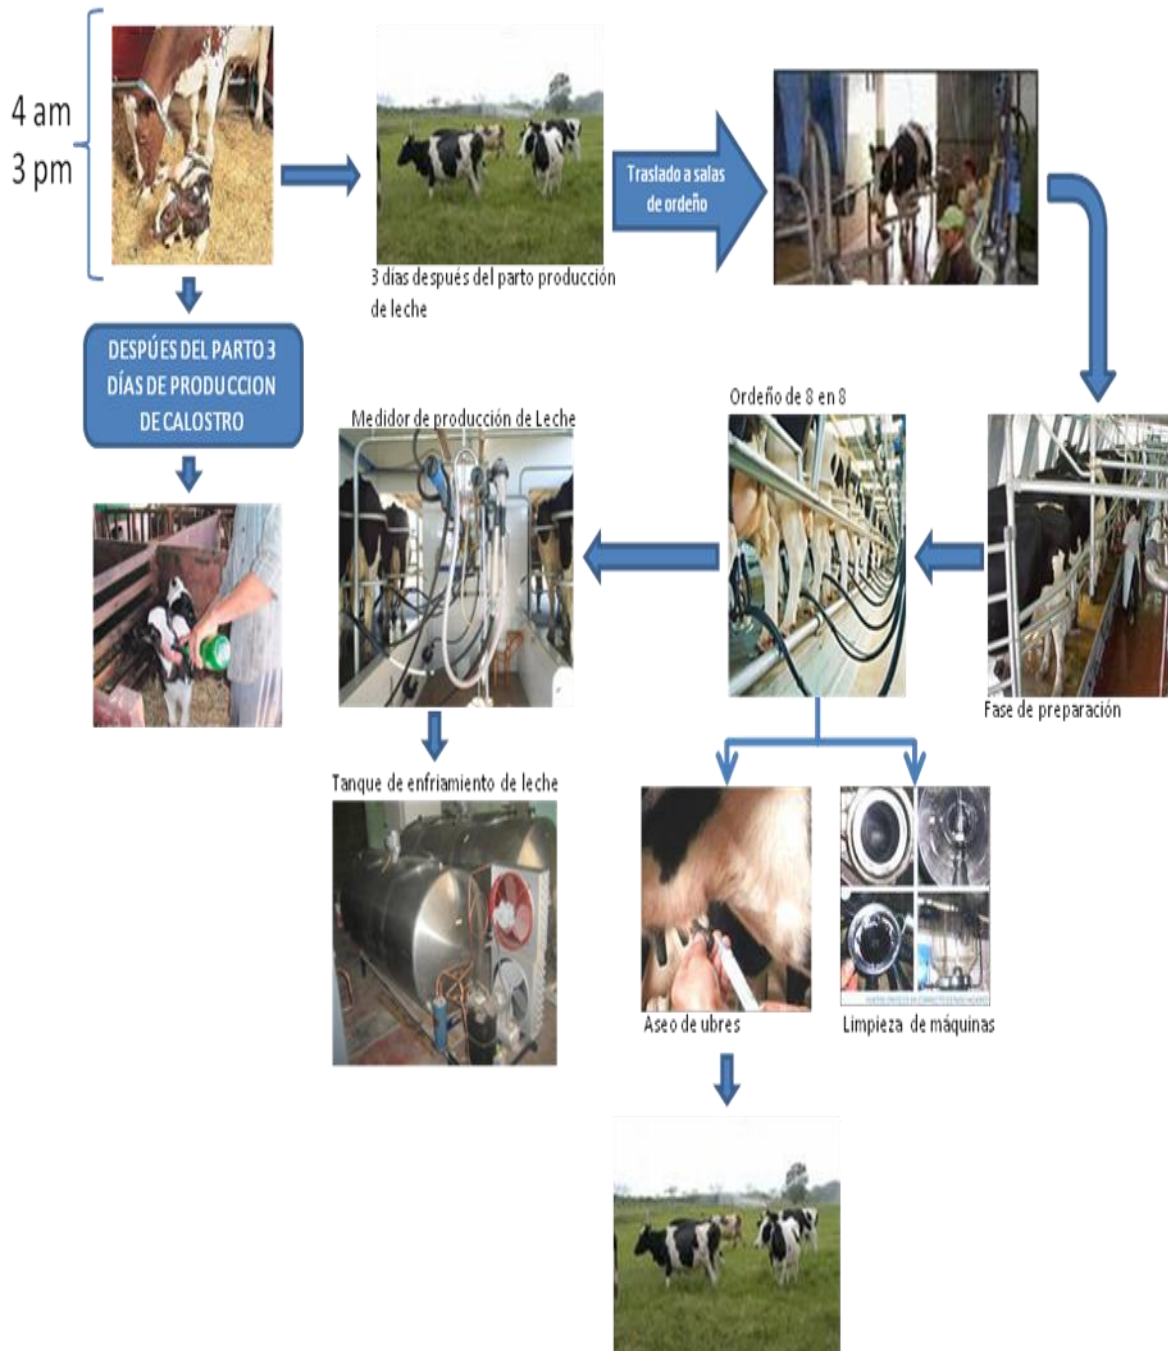 4 am
3 pm
3 días después del parto producción
de leche
Traslado a salas
de ordeño
DESPÚES DEL PARTO 3
DÍAS DE PRODUCCION
DE CALOSTRO
Medidor de producción de Leche
Ordeño de 8 en 8
Fase de preparación
Tanque de enfriamiento de leche
Aseo de ubres
Limpieza de máquinas